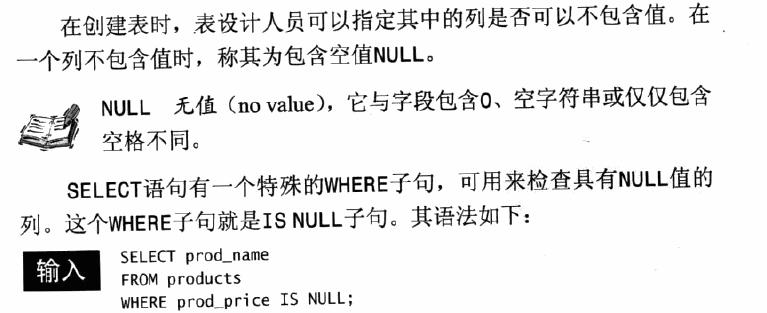 在创建表时，表设计人员可以指定其中的列是否可以不包含值。在
一个列不包含值时，称其为包含空值NULL。
NULL 无值（no value），它与字段包含0、空字符串或仅仅包含
空格不同。
SELECT语句有一个特殊的WHERE子句，可用来检查具有NULL值的
列。这个WHERE子句就是IS NULL子句。其语法如下：
输入
SELECT prod_name
FROM products
WHERE prod_price IS NULL;